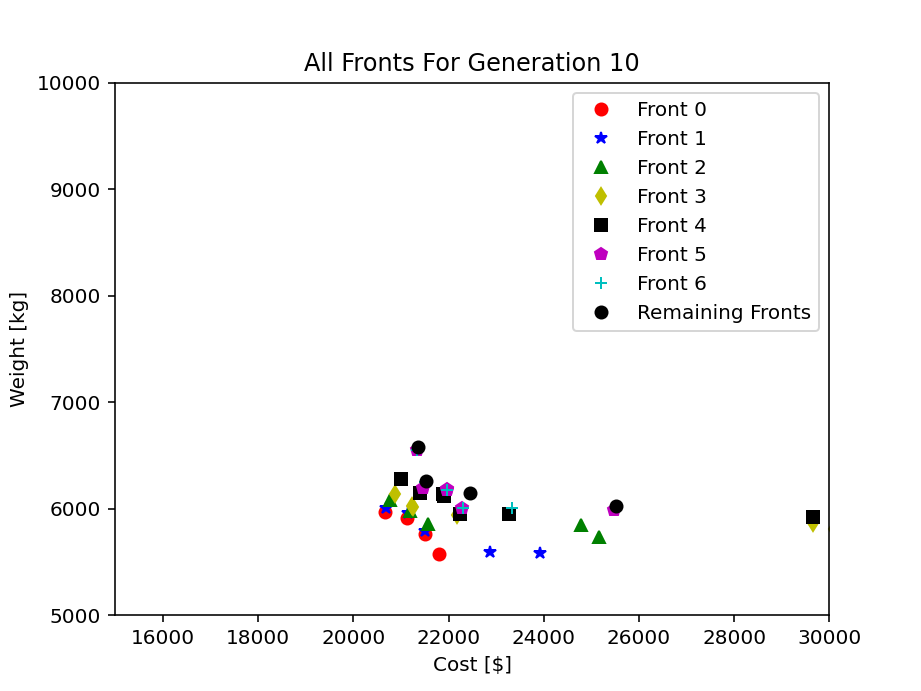 All Fronts For Generation 10
10000
9000
8000
7000
6000
5000
Weight [kg]
Front 0
Front 1
Front 2
Front 3
Front 4
Front 5
Front 6
Remaining Fronts
16000 18000 20000 22000 24000 26000 28000 30000
Cost [$]